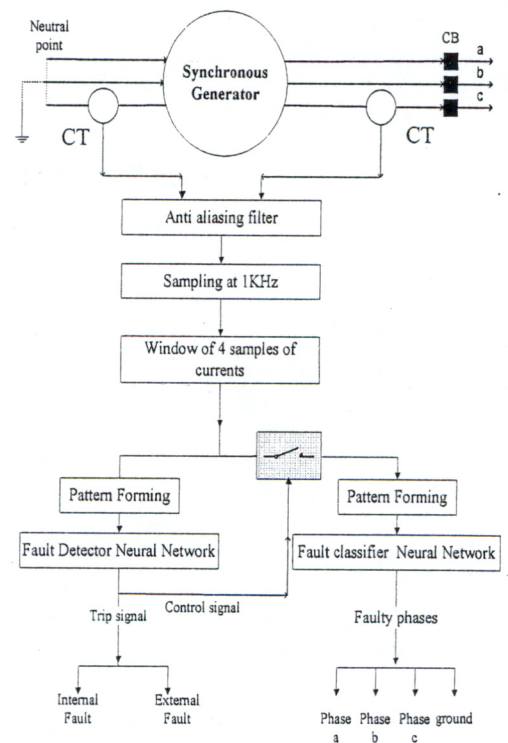 Neutral
point
CB
a
b
c
Synchronous
Generator
CT
CT
Anti aliasing filter
Sampling at 1KHz
Window of 4 samples of
currents
Pattern Forming
Pattern Forming
Fault Detector Neural Network
Fault classifier Neural Network
Trip signal
Control signal
Faulty phases
Internal
Fault
External
Fault
Phase
a
Phase
b
Phase
c
ground